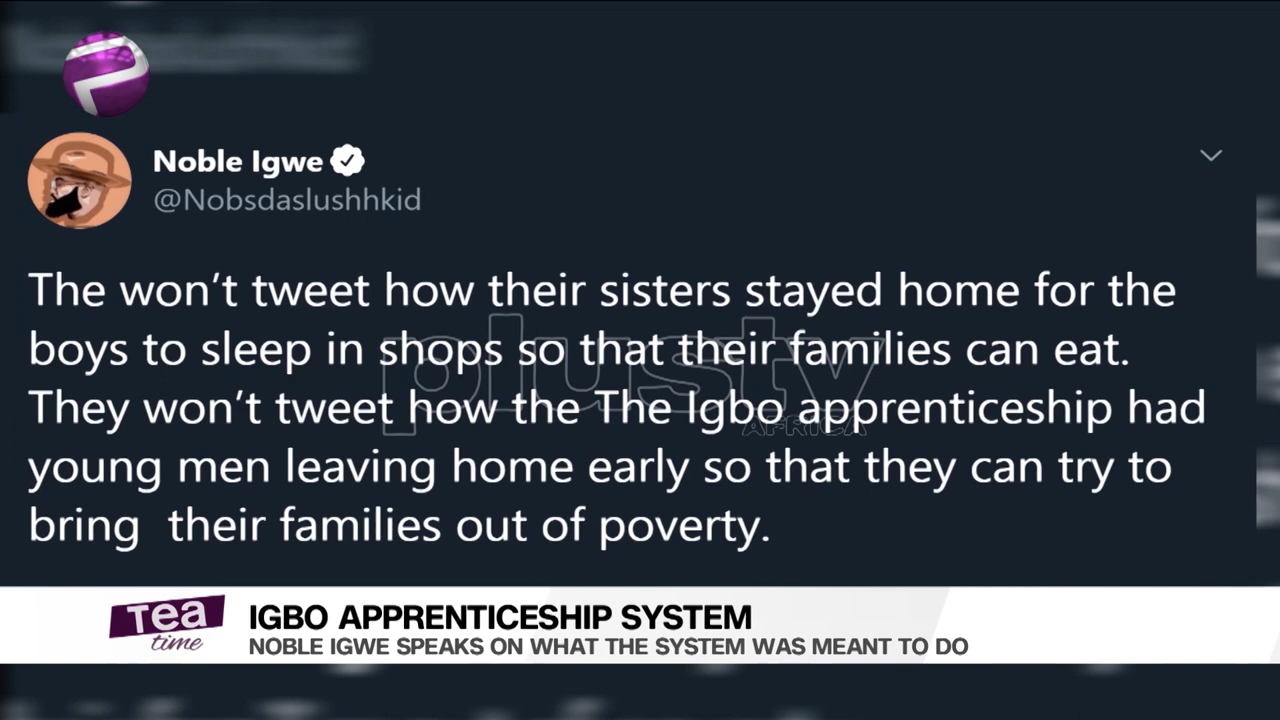 Noble Igwe
@Nobsdaslushhkid
The won't tweet how their sisters stayed home for the
boys to sleep in shops so that their families can eat.
They won't tweet how the The Igbo apprenticeship had
young men leaving home early so that they can try to
bring  their families out of poverty.
plustv
AFRICA
Tea
time
IGBO APPRENTICESHIP SYSTEM
NOBLE IGWE SPEAKS ON WHAT THE SYSTEM WAS MEANT TO DO